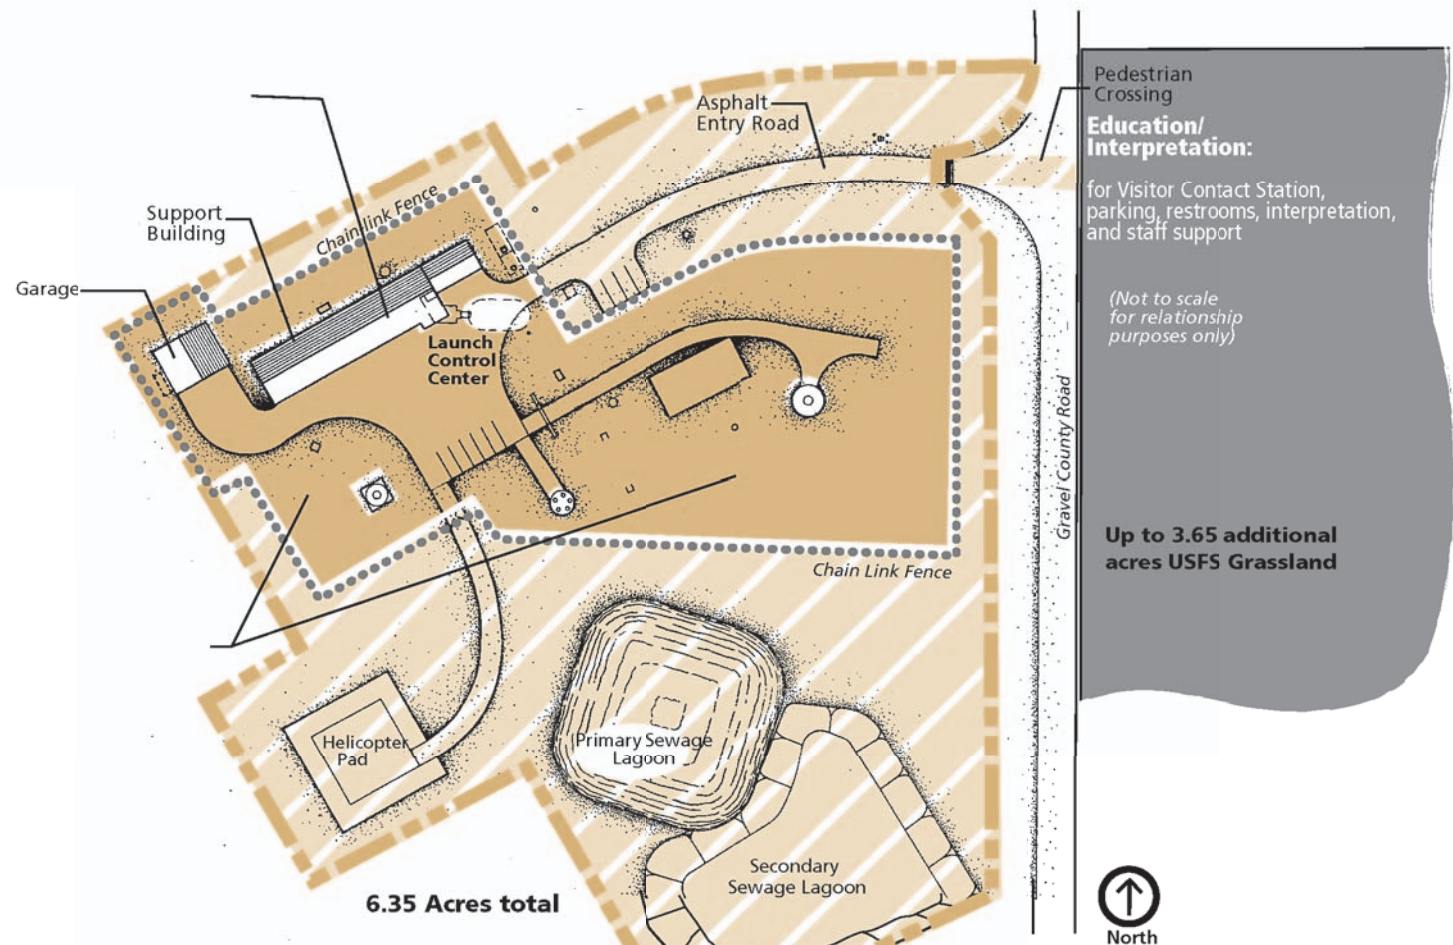 Pedestrian
Crossing
Asphalt
Entry Road
Education/
Interpretation:
for Visitor Contact Station,
parking, restrooms, interpretation,
and staff support
Chain link Fence
Support
Building
Garage
(Not to scale
for relationship
purposes only)
Launch
Control
Center
Gravel County Road
Up to 3.65 additional
acres USFS Grassland
Chain Link Fence
Helicopter
Pad
Primary Sewage
Lagoon
Secondary
Sewage Lagoon
6.35 Acres total
North